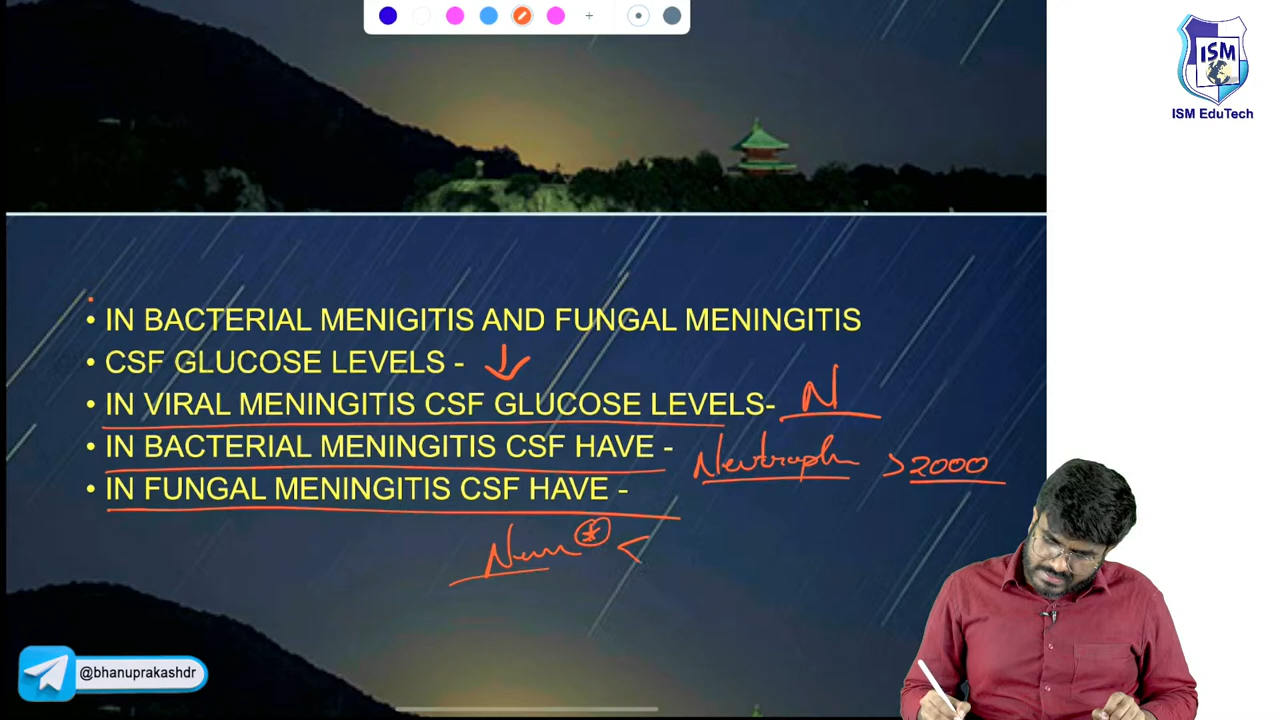 ISM
ISM EduTech
• IN BACTERIAL MENIGITIS AND FUNGAL MENINGITIS
• CSF GLUCOSE LEVELS - ↓
• IN VIRAL MENINGITIS CSF GLUCOSE LEVELS- N
• IN BACTERIAL MENINGITIS CSF HAVE - Neutroph >2000
• IN FUNGAL MENINGITIS CSF HAVE -
<
@bhanuprakashdr